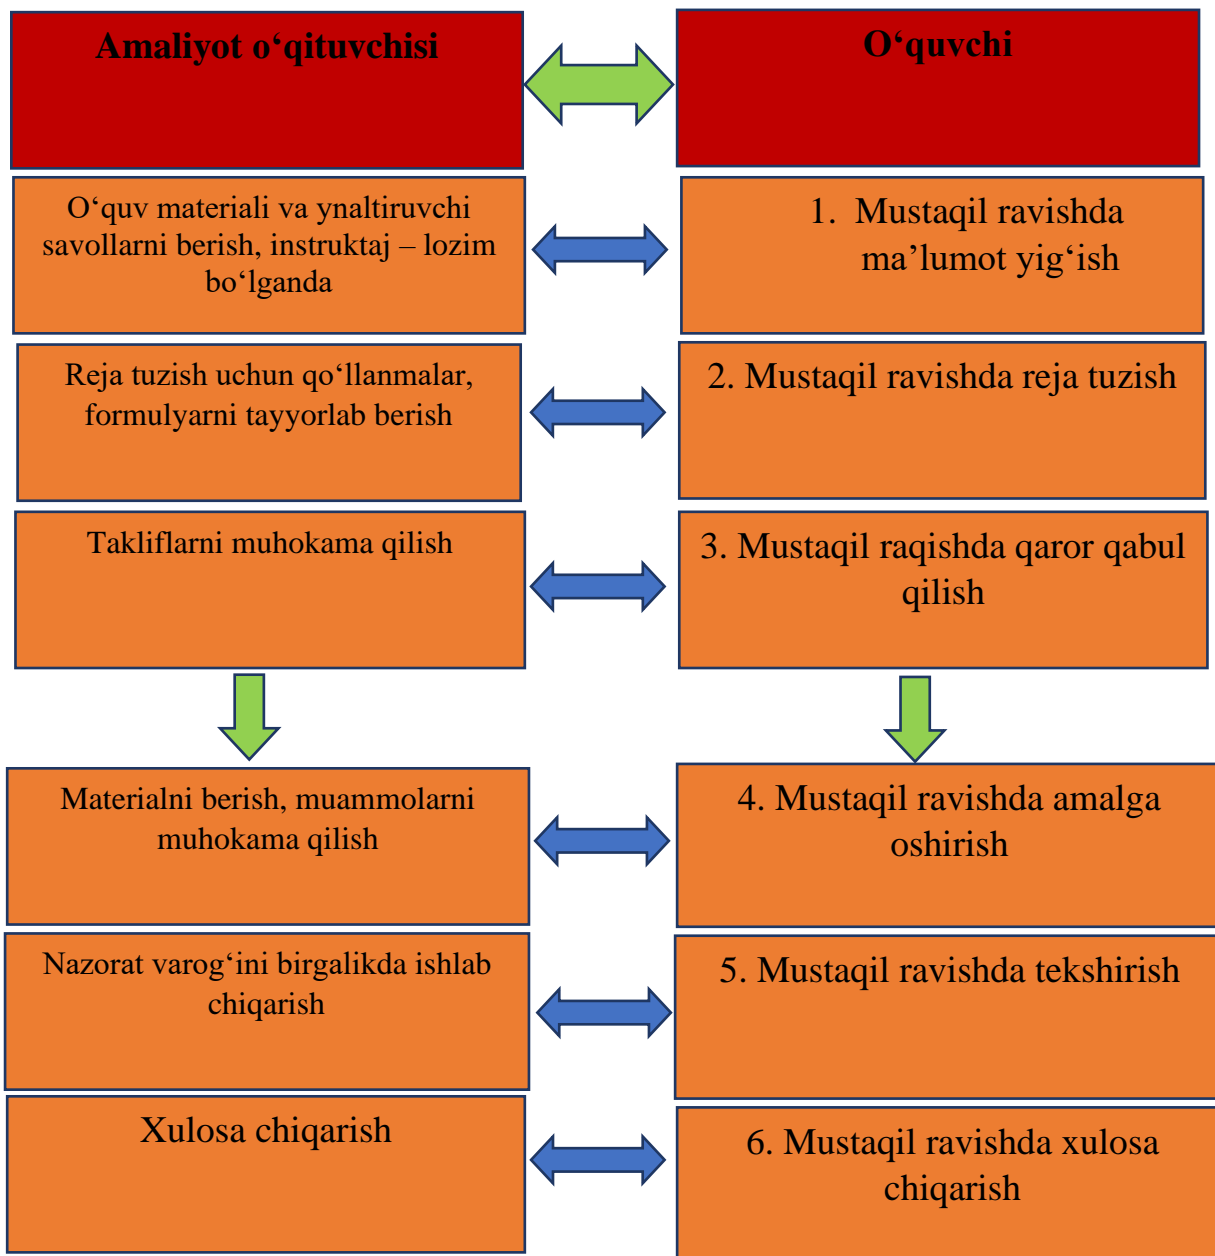 Amaliyot o‘qituvchisi
O‘quvchi
O‘quv materiali va ynaltiruvchi
savollarni berish, instruktaj – lozim
bo‘lganda
1. Mustaqil ravishda
ma’lumot yig‘ish
Reja tuzish uchun qo‘llanmalar,
formulyarni tayyorlab berish
2. Mustaqil ravishda reja tuzish
Takliflarni muhokama qilish
3. Mustaqil raqishda qaror qabul
qilish
Materialni berish, muammolarni
muhokama qilish
4. Mustaqil ravishda amalga
oshirish
Nazorat varog‘ini birgalikda ishlab
chiqarish
5. Mustaqil ravishda tekshirish
Xulosa chiqarish
6. Mustaqil ravishda xulosa
chiqarish